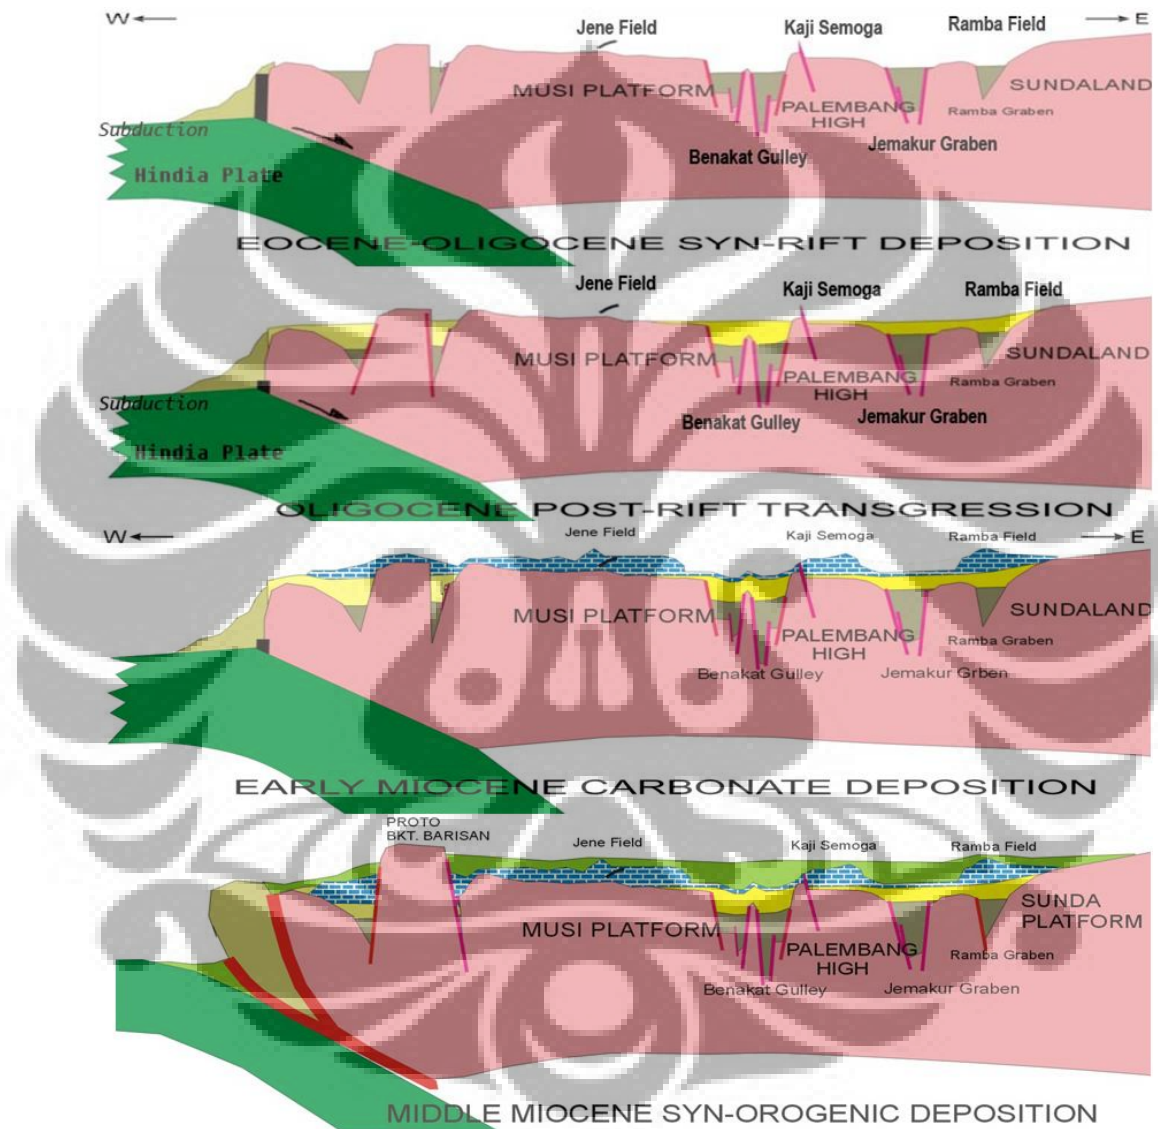 W E
Jene Field Kaji Semoga Ramba Field
MUSI PLATFORM SUNDALAND
PALEMBANG
HIGH
Ramba Graben
Subduction
Jemakur Graben
Benakat Gulley
Hindia Plate
EOCENE-OLIGOCENE SYN-RIFT DEPOSITION
Jene Field Kaji Semoga Ramba Field
MUSI PLATFORM SUNDALAND
PALEMBANG
HIGH
Ramba Graben
Subduction
Benakat Gulley Jemakur Graben
Hindia Plate
OLIGOCENE POST-RIFT TRANSGRESSION
W E
Jene Field Kaji Semoga Ramba Field
MUSI PLATFORM SUNDALAND
PALEMBANG
HIGH
Ramba Graben
Benakat Gulley Jemakur Grben
EARLY MIOCENE CARBONATE DEPOSITION
PROTO
BKT. BARISAN
Jene Field Kaji Semoga Ramba Field
SUNDA
PLATFORM
MUSI PLATFORM
PALEMBANG
HIGH
Ramba Graben
Benakat Gulley Jemakur Graben
MIDDLE MIOCENE SYN-OROGENIC DEPOSITION